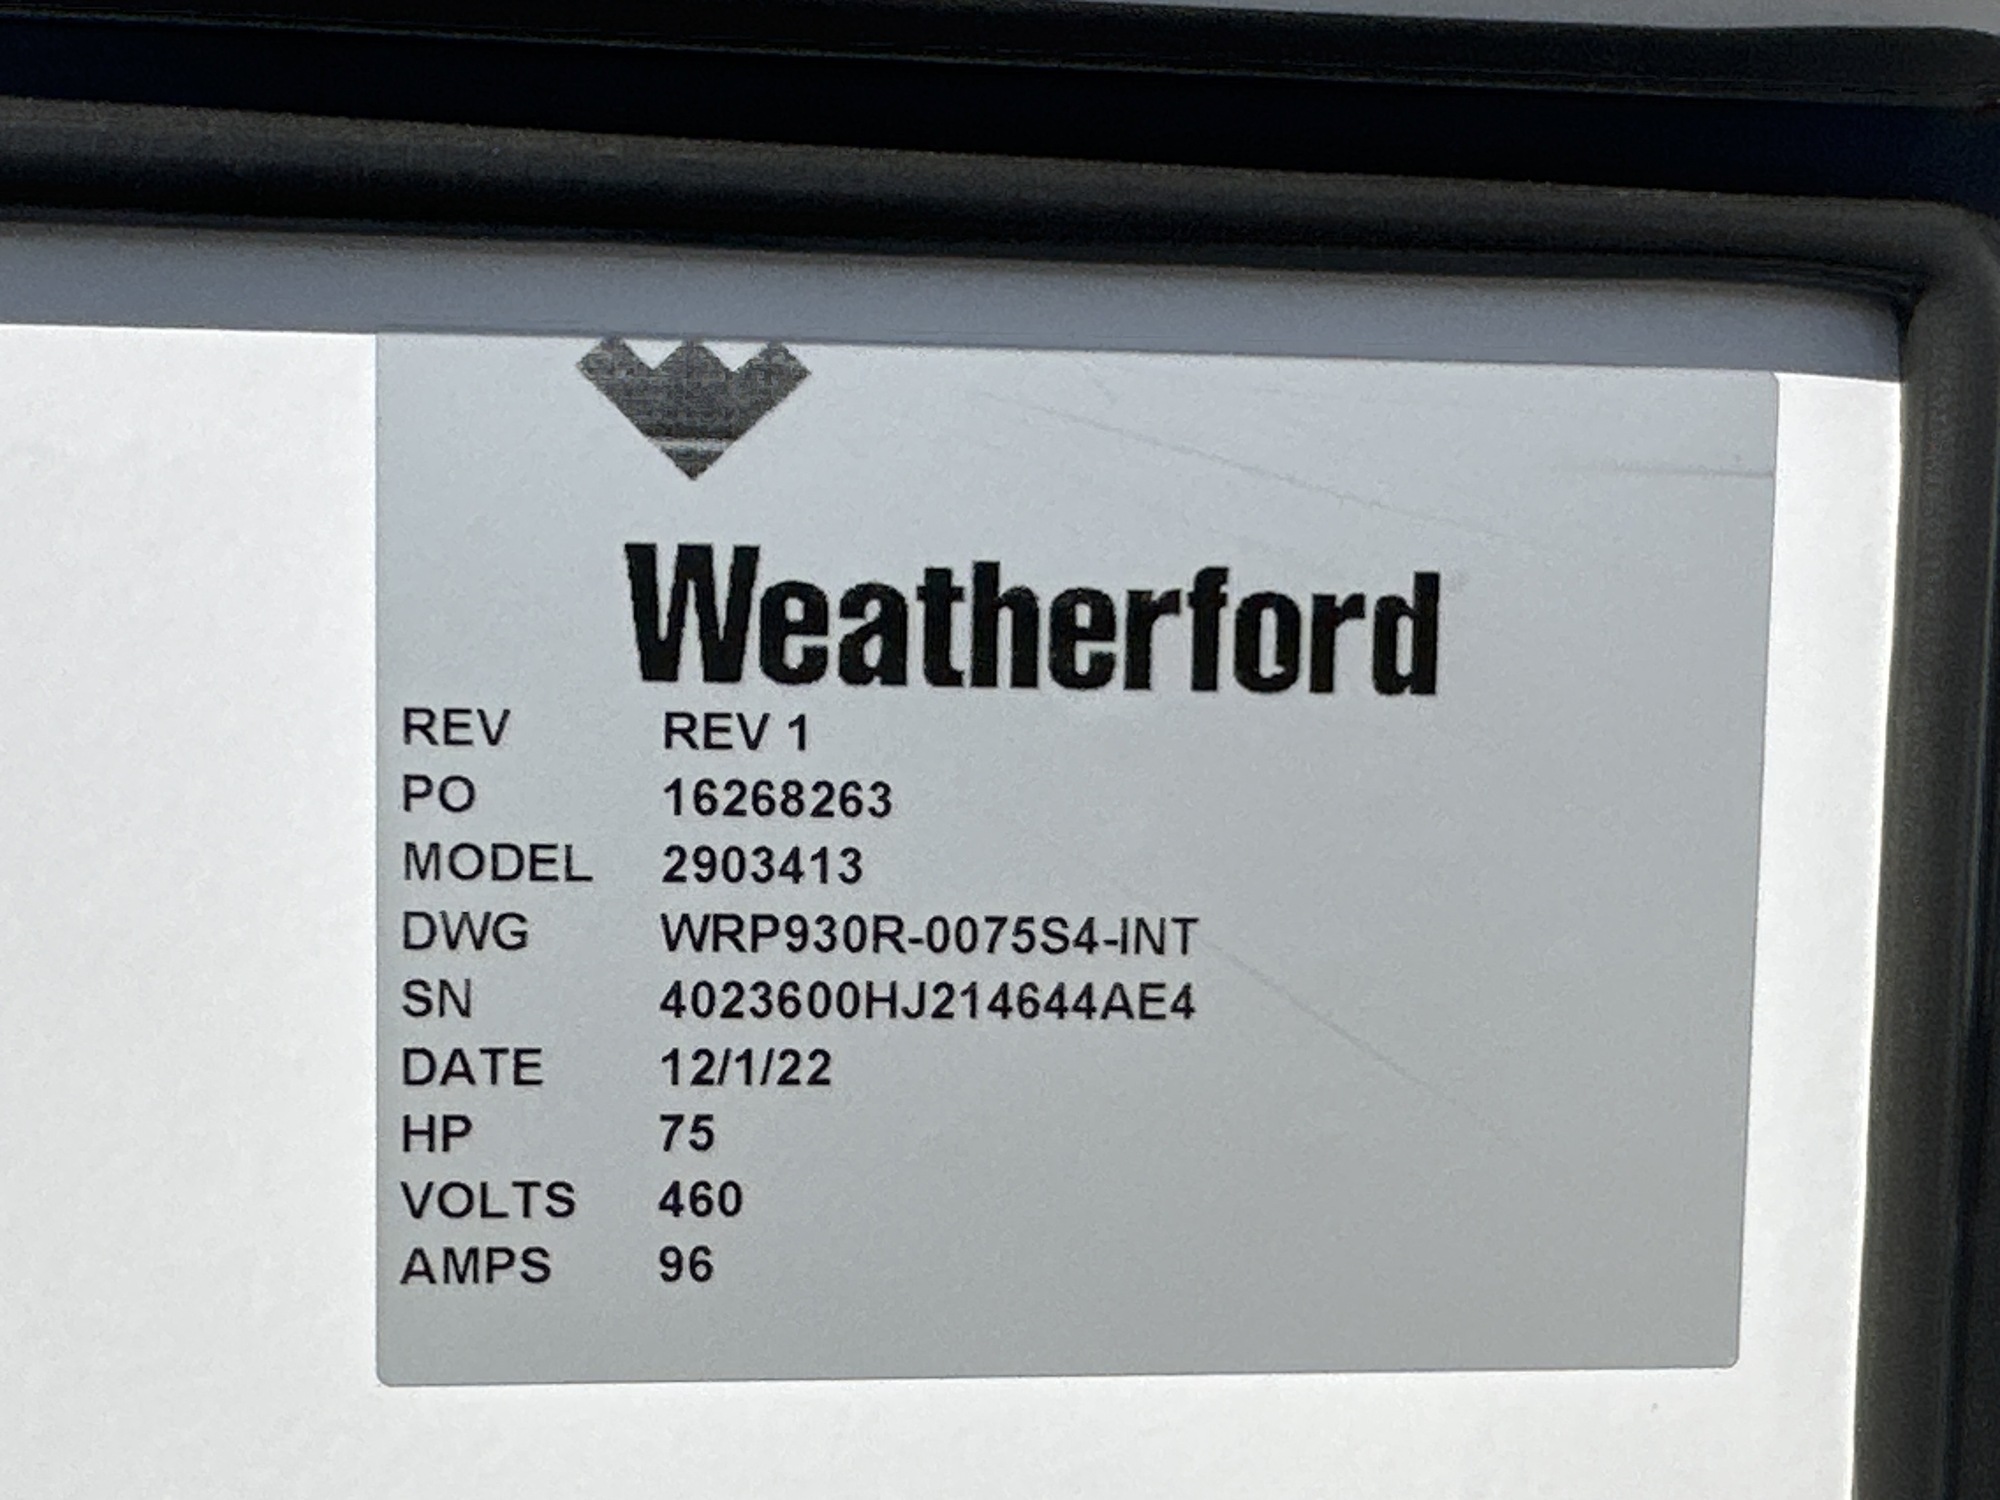 Weatherford
REV REV 1
PO 16268263
MODEL 2903413
DWG WRP930R-0075S4-INT
SN 4023600HJ214644AE4
DATE 12/1/22
HP 75
VOLTS 460
AMPS 96